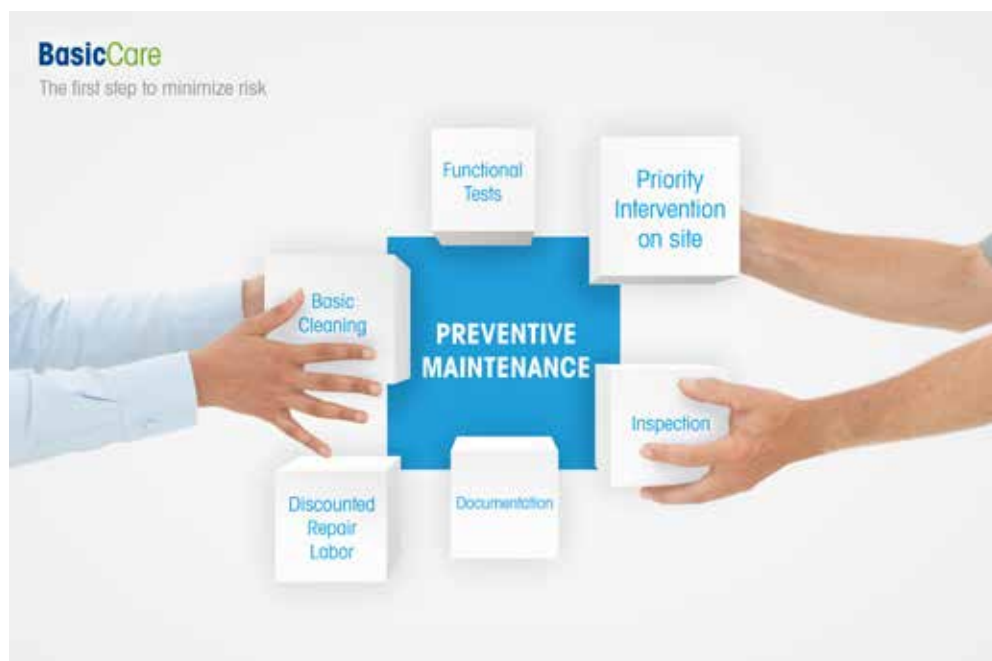 BasicCare
The first step to minimize risk
Functional
Tests
Priority
Intervention
on site
Basic
Cleaning
PREVENTIVE
MAINTENANCE
Inspection
Discounted
Repair
Labor
Documentation